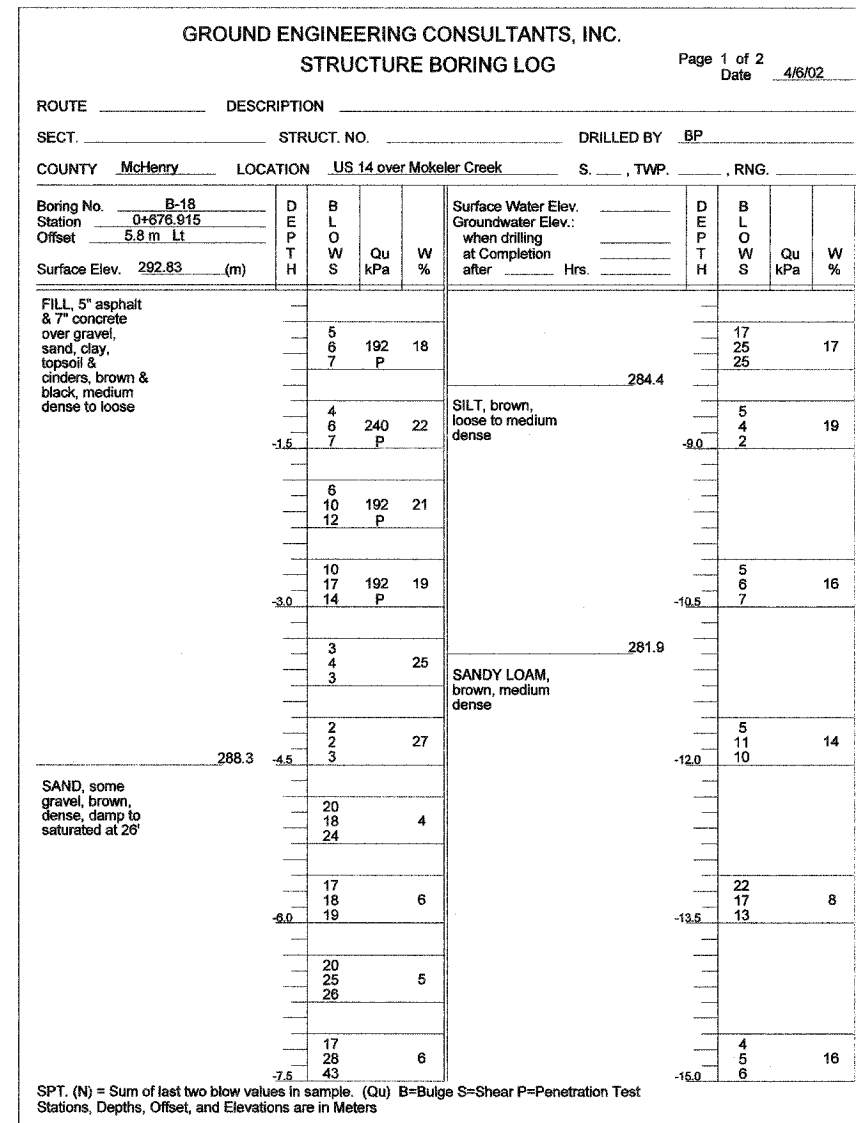 GROUND ENGINEERING CONSULTANTS, INC.
STRUCTURE BORING LOG
Page 1 of 2
Date 4/6/02
ROUTE DESCRIPTION
SECT. STRUCT. NO. DRILLED BY BP
COUNTY McHenry LOCATION US 14 over Mokeler Creek S. , TWP. , RNG.
Boring No. B-18
Station 0+676.915
Offset 5.8 m Lt
Surface Elev. 292.83 (m)
DEPTH BLOWS Qu kPa W %
FILL, 5" asphalt
& 7" concrete
over gravel,
sand, clay,
topsoil &
cinders, brown &
black, medium
dense to loose
5
6 192 18
7 P
4
6 240 22
-1.5 7 P
6
10 192 21
12 P
10
17 192 19
-3.0 14 P
3
4 25
3
2
2 27
288.3 -4.5 3
SAND, some
gravel, brown,
dense, damp to
saturated at 26'
20
18 4
24
17
18 6
-6.0 19
20
25 5
26
17
28 6
-7.5 43
Surface Water Elev.
Groundwater Elev.:
when drilling
at Completion
after Hrs.
DEPTH BLOWS Qu kPa W %
17
25 17
25
284.4
SILT, brown,
loose to medium
dense
5
4 19
-9.0 2
5
6 16
-10.5 7
281.9
SANDY LOAM,
brown, medium
dense
5
11 14
-12.0 10
22
17 8
-13.5 13
4
5 16
-15.0 6
SPT. (N) = Sum of last two blow values in sample. (Qu) B=Bulge S=Shear P=Penetration Test
Stations, Depths, Offset, and Elevations are in Meters